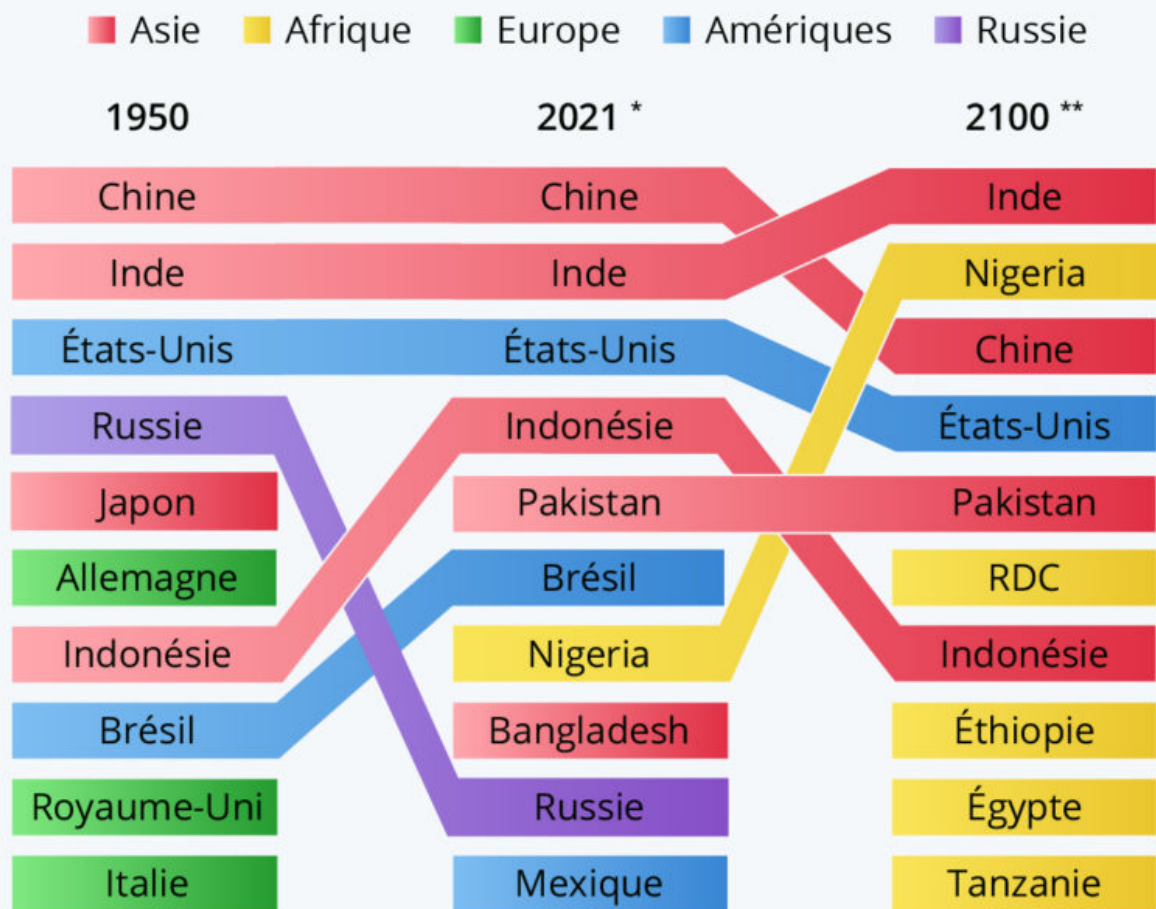 Asie Afrique Europe Amériques Russie
1950 2021 * 2100 **
Chine Chine Inde
Inde Inde Nigeria
États-Unis États-Unis Chine
Russie Indonésie États-Unis
Japon Pakistan Pakistan
Allemagne Brésil RDC
Indonésie Nigeria Indonésie
Brésil Bangladesh Éthiopie
Royaume-Uni Russie Égypte
Italie Mexique Tanzanie